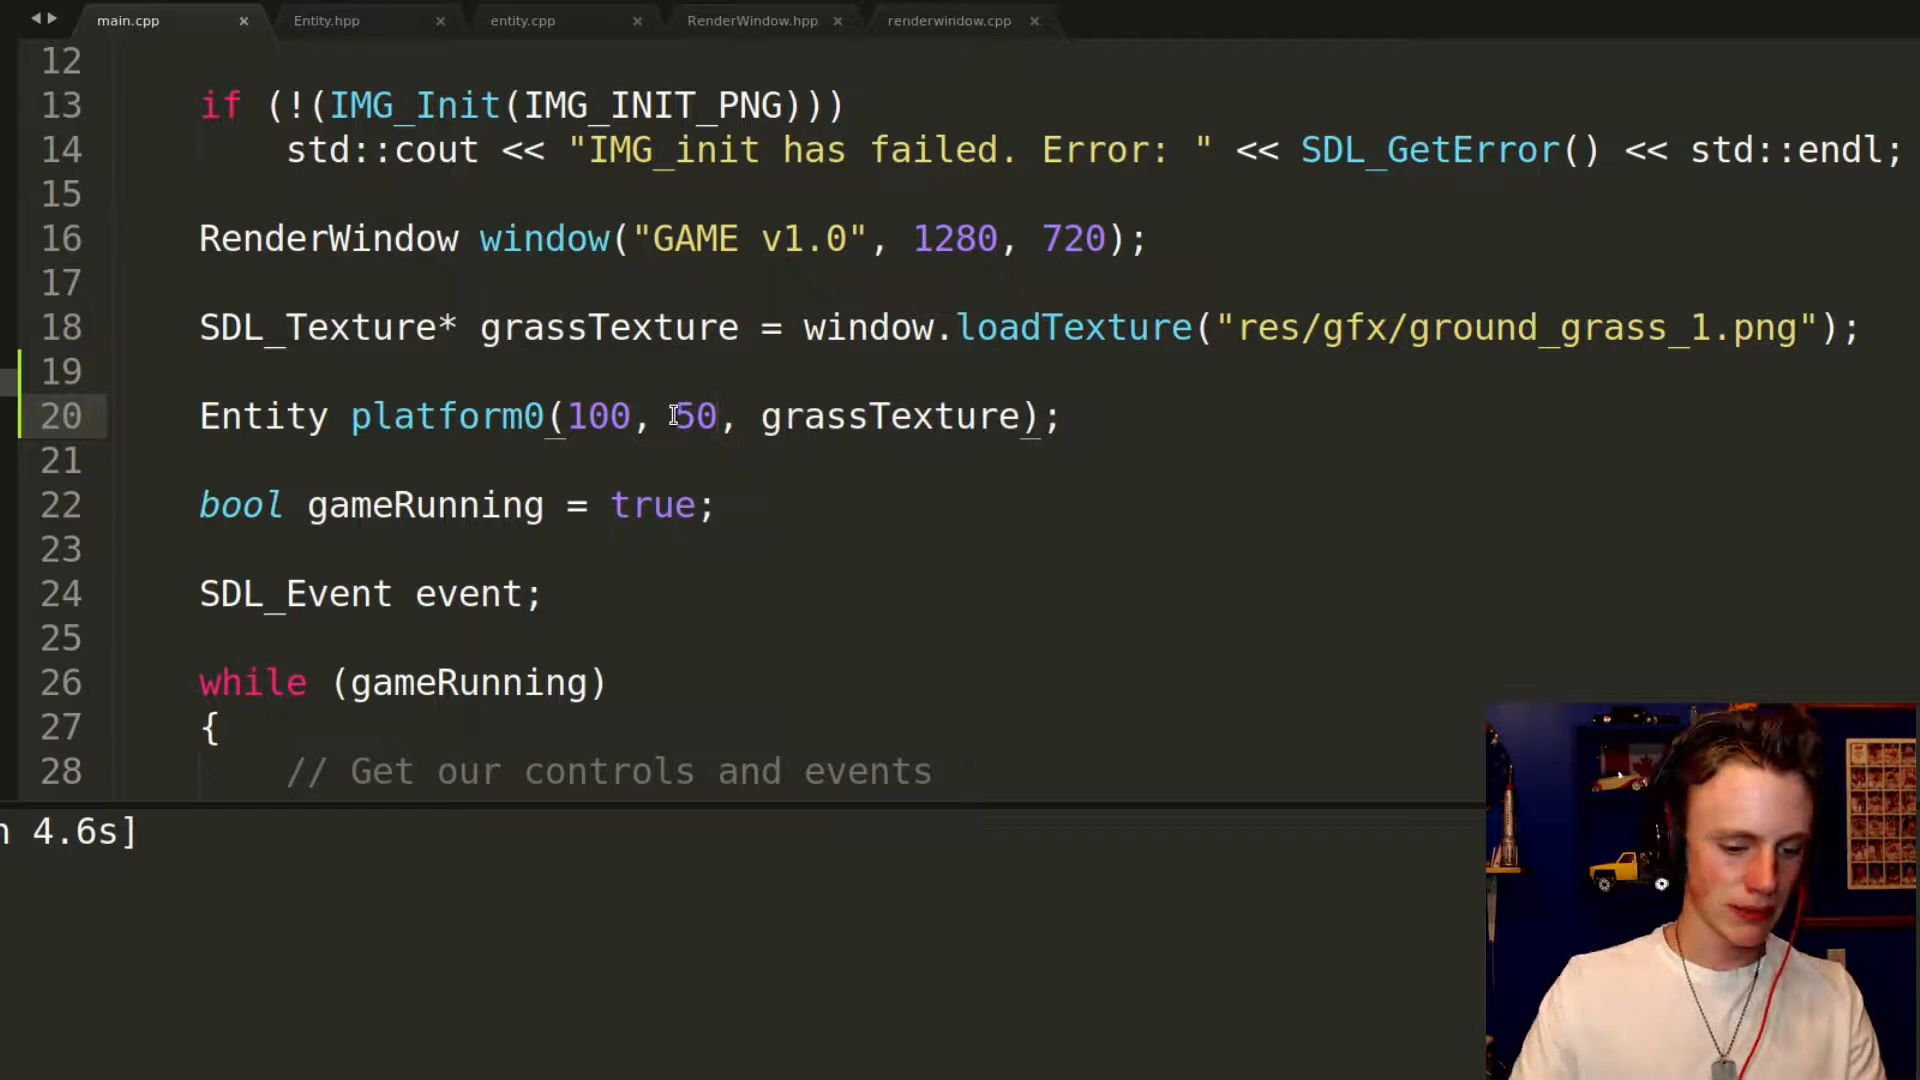 main.cpp × Entity.hpp × entity.cpp × RenderWindow.hpp × renderwindow.cpp ×
12
13 if (!(IMG_Init(IMG_INIT_PNG)))
14 std::cout << "IMG_init has failed. Error: " << SDL_GetError() << std::endl;
15
16 RenderWindow window("GAME v1.0", 1280, 720);
17
18 SDL_Texture* grassTexture = window.loadTexture("res/gfx/ground_grass_1.png");
19
20 Entity platform0(100, 50, grassTexture);
21
22 bool gameRunning = true;
23
24 SDL_Event event;
25
26 while (gameRunning)
27 {
28 // Get our controls and events
n 4.6s]